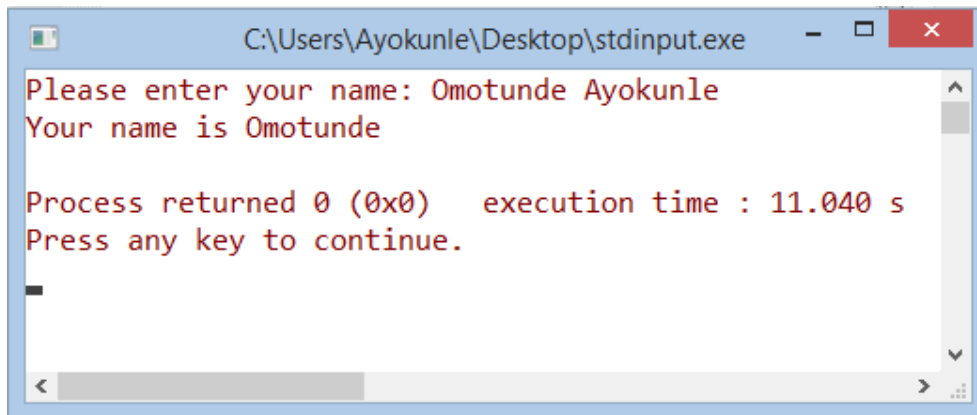 C:\Users\Ayokunle\Desktop\stdinput.exe
Please enter your name: Omotunde Ayokunle
Your name is Omotunde
Process returned 0 (0x0)   execution time : 11.040 s
Press any key to continue.